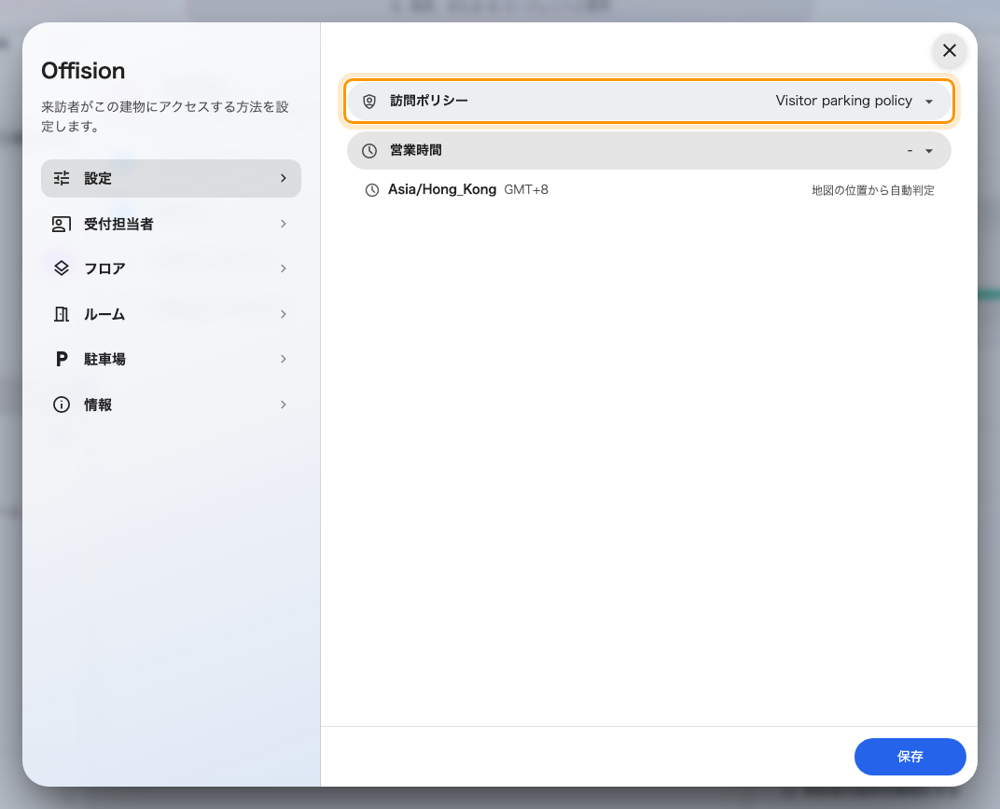 Offision
来訪者がこの建物にアクセスする方法を設
定します。
設定
受付担当者
フロア
ルーム
駐車場
情報
訪問ポリシー Visitor parking policy
営業時間 -
Asia/Hong_Kong GMT+8 地図の位置から自動判定
保存